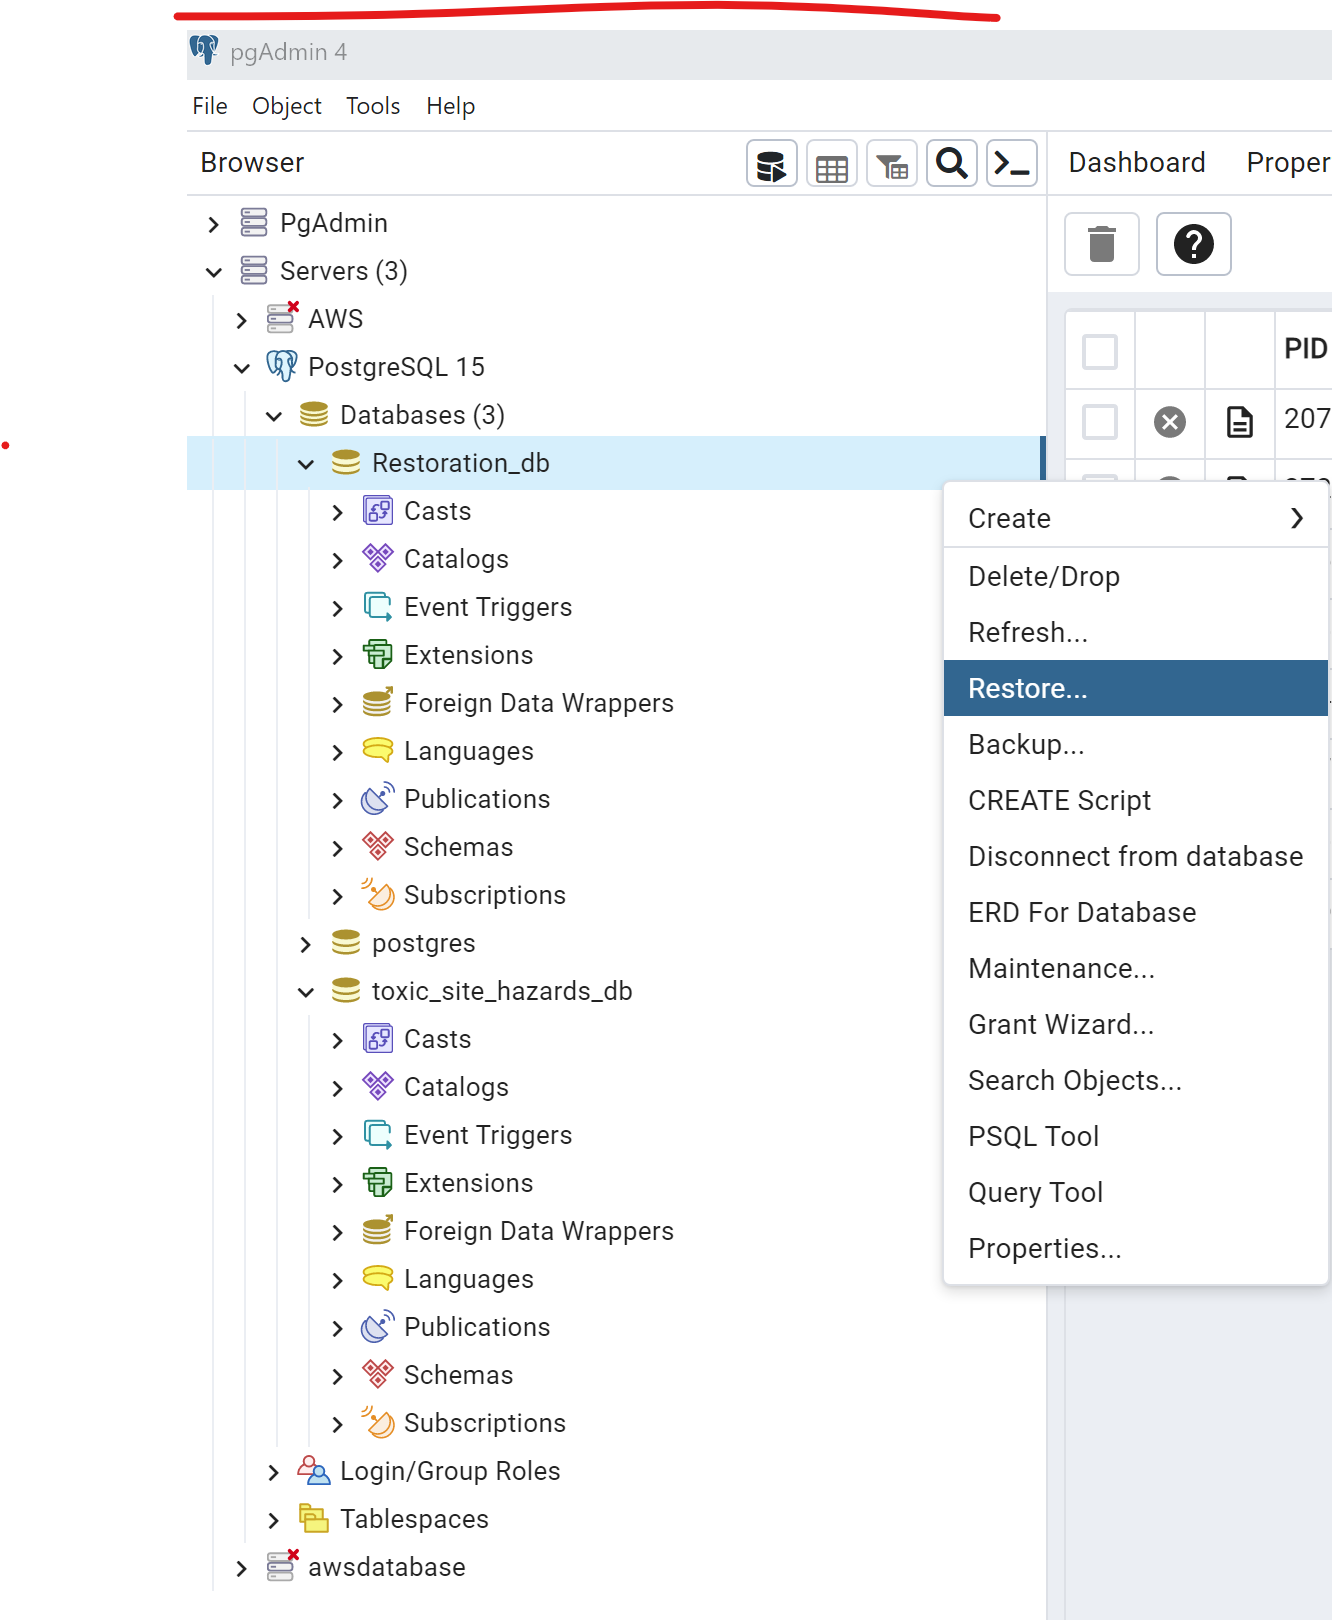 pgAdmin 4
File Object Tools Help
Browser
Dashboard Proper
PgAdmin
Servers (3)
AWS
PostgreSQL 15
Databases (3)
Restoration_db
Casts
Catalogs
Event Triggers
Extensions
Foreign Data Wrappers
Languages
Publications
Schemas
Subscriptions
postgres
toxic_site_hazards_db
Casts
Catalogs
Event Triggers
Extensions
Foreign Data Wrappers
Languages
Publications
Schemas
Subscriptions
Login/Group Roles
Tablespaces
awsdatabase
PID
207
Create
Delete/Drop
Refresh...
Restore...
Backup...
CREATE Script
Disconnect from database
ERD For Database
Maintenance...
Grant Wizard...
Search Objects...
PSQL Tool
Query Tool
Properties...